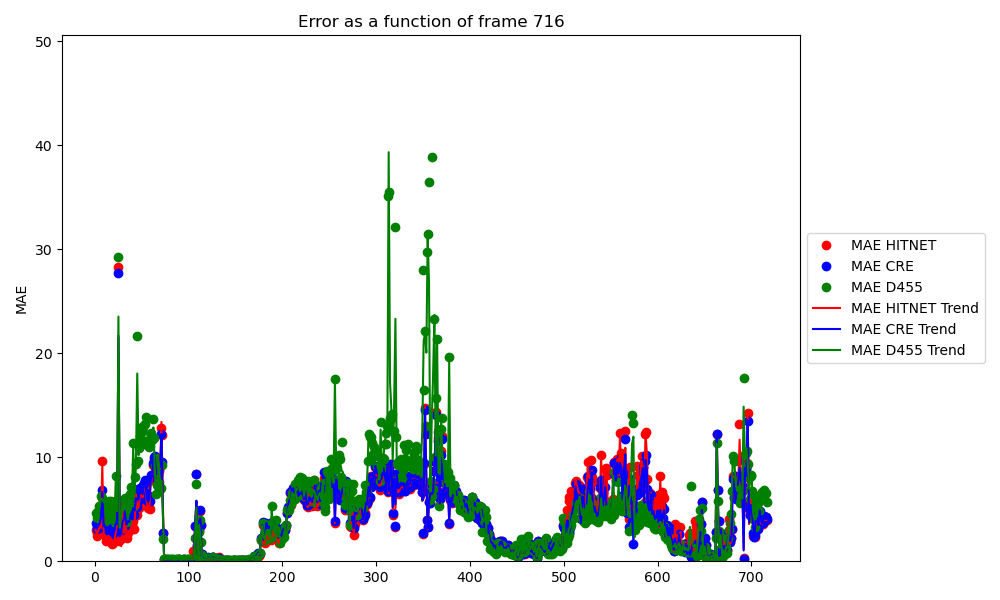 Error as a function of frame 716
50
40
30
20
10
0
MAE
0 100 200 300 400 500 600 700
MAE HITNET
MAE CRE
MAE D455
MAE HITNET Trend
MAE CRE Trend
MAE D455 Trend